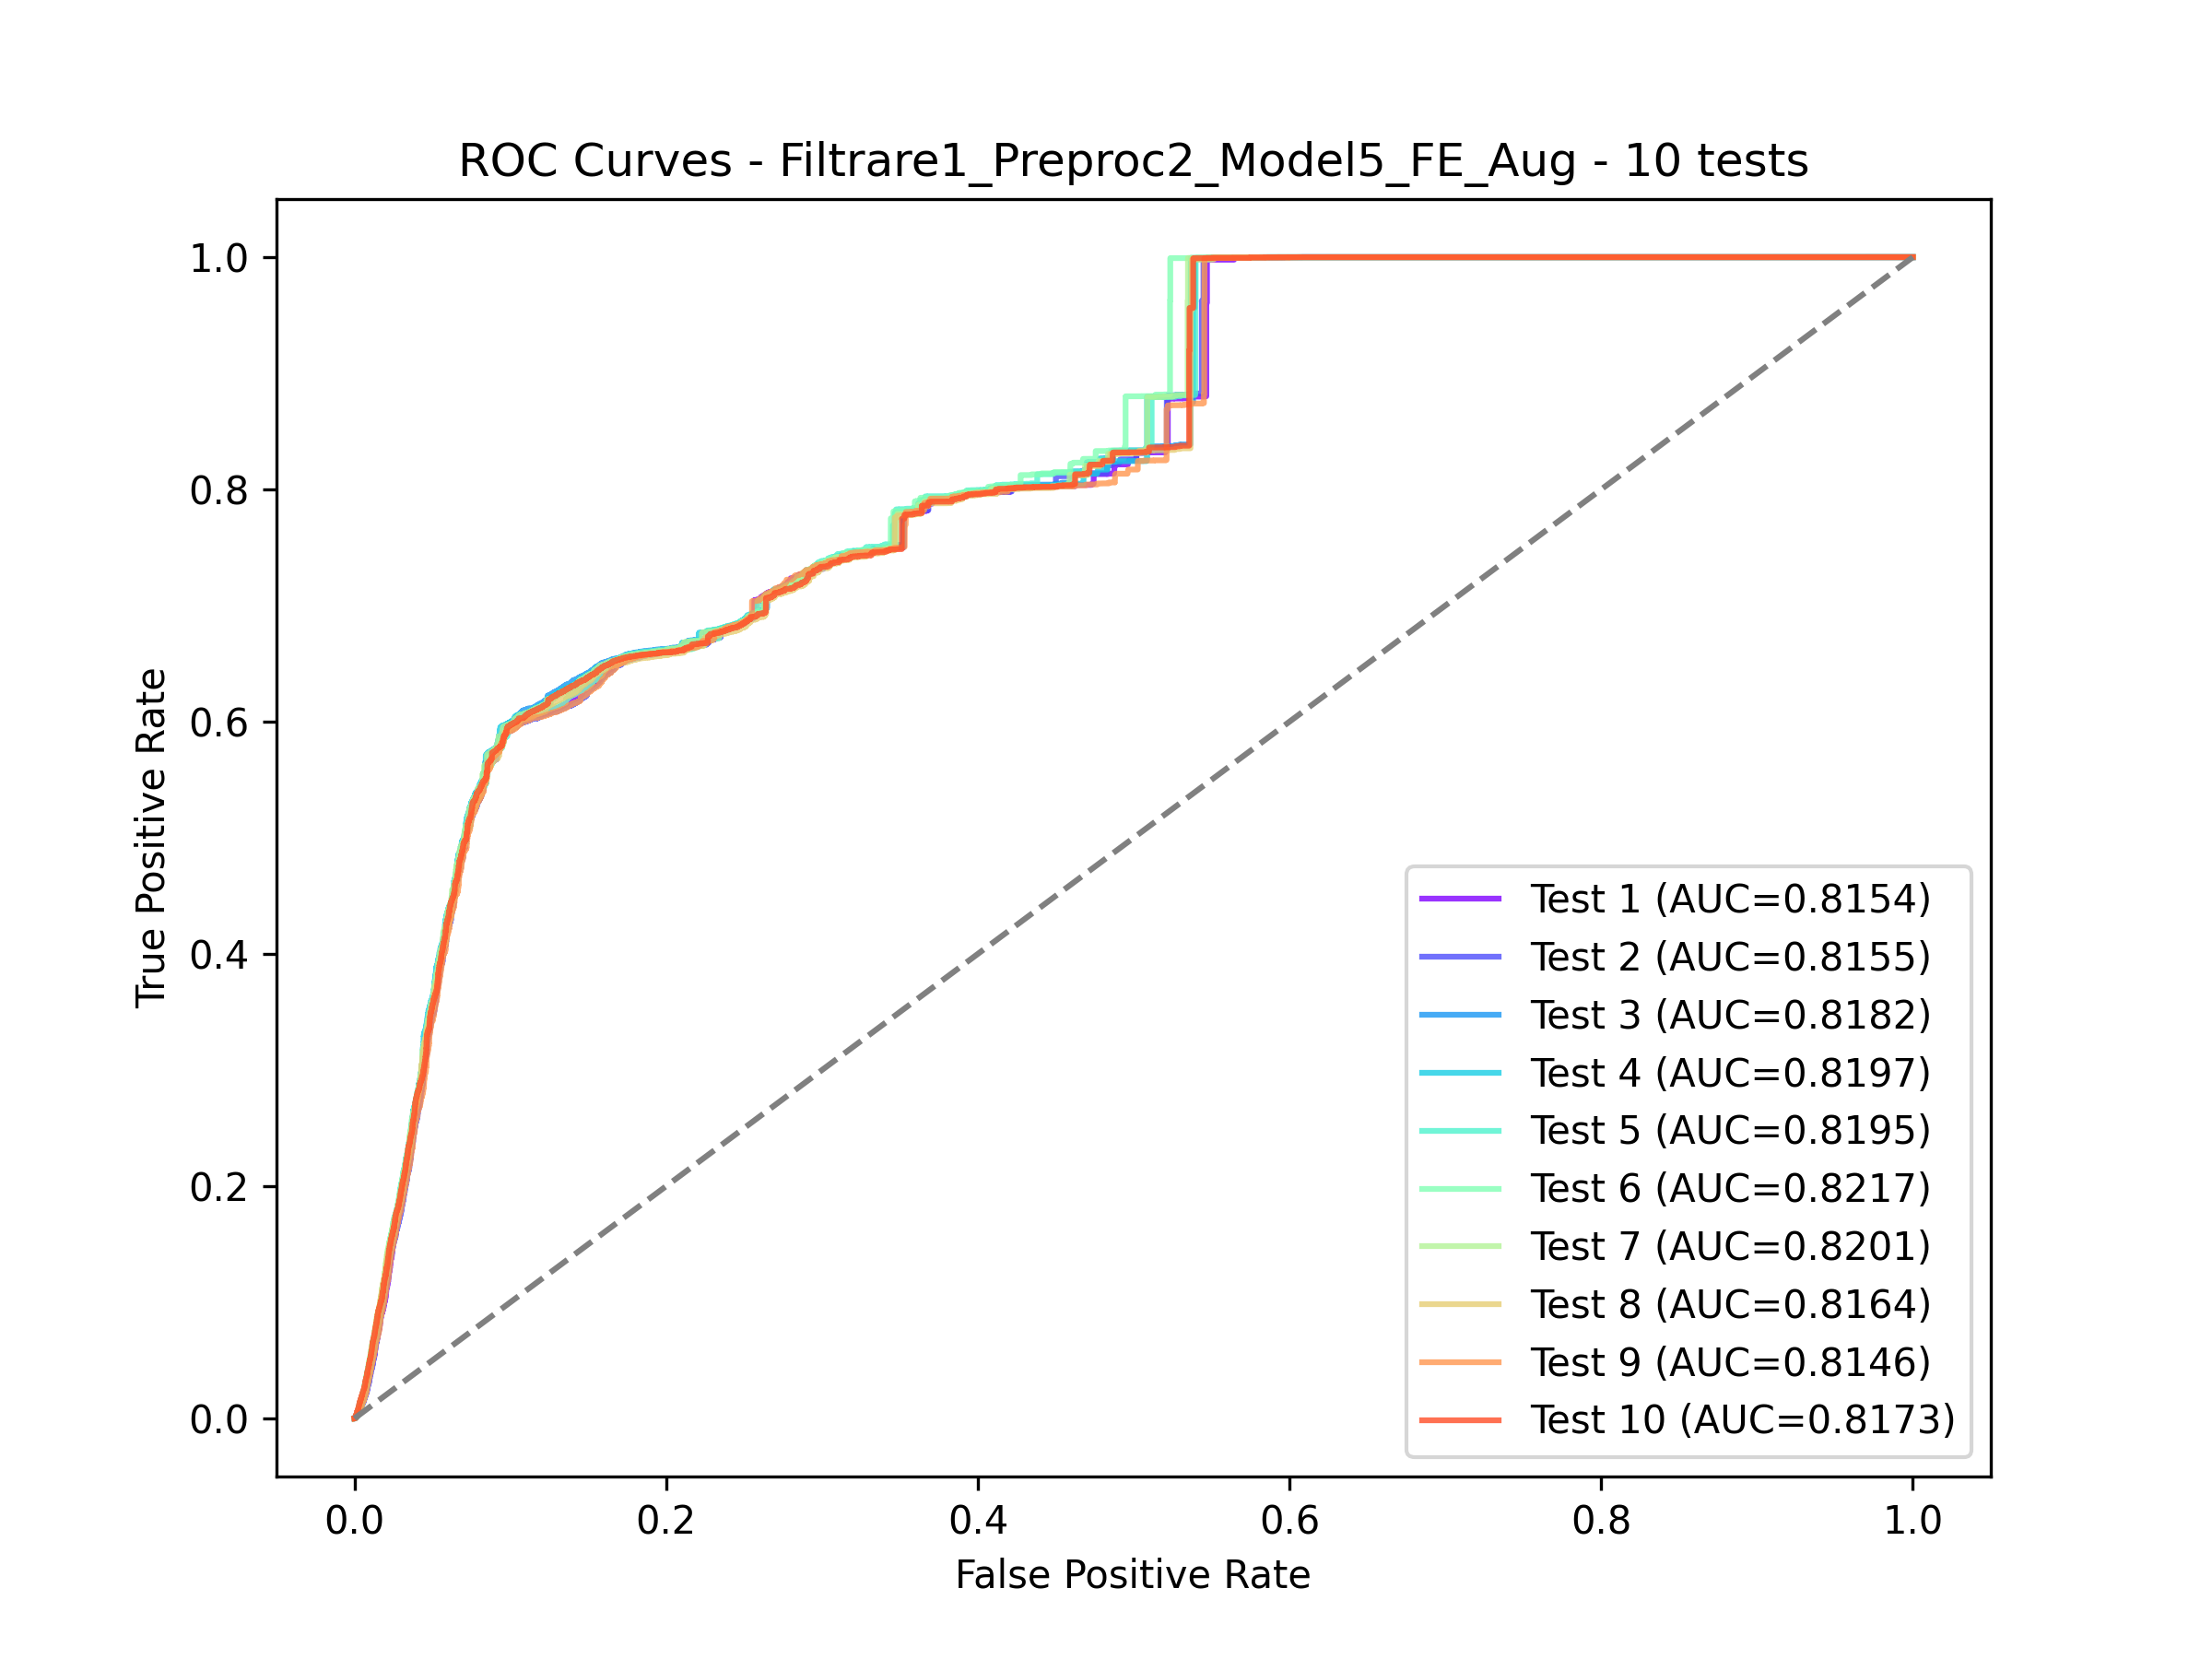 ROC Curves - Filtrare1_Preproc2_Model5_FE_Aug - 10 tests
1.0
0.8
0.6
0.4
0.2
0.0
True Positive Rate
Test 1 (AUC=0.8154)
Test 2 (AUC=0.8155)
Test 3 (AUC=0.8182)
Test 4 (AUC=0.8197)
Test 5 (AUC=0.8195)
Test 6 (AUC=0.8217)
Test 7 (AUC=0.8201)
Test 8 (AUC=0.8164)
Test 9 (AUC=0.8146)
Test 10 (AUC=0.8173)
0.0 0.2 0.4 0.6 0.8 1.0
False Positive Rate